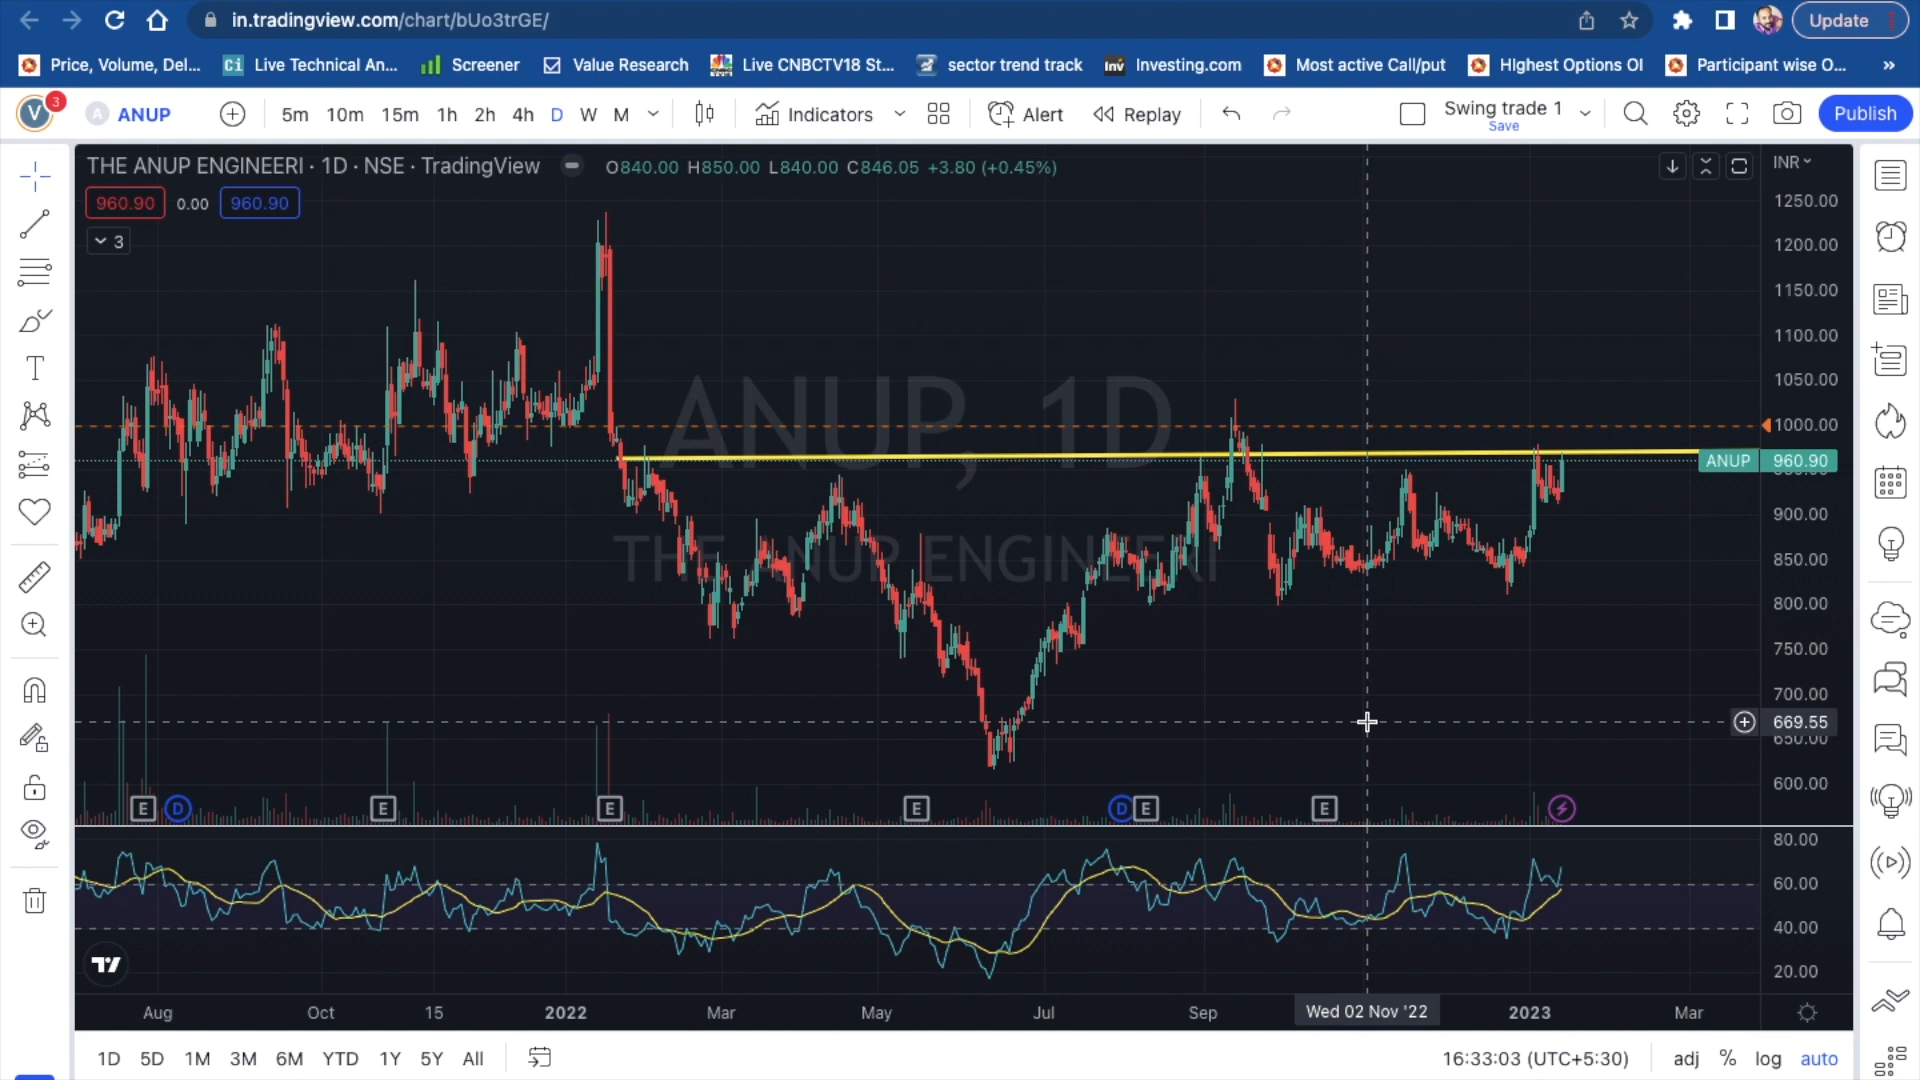 in.tradingview.com/chart/bUo3trGE/
Update
Price, Volume, Del...
Ci Live Technical An...
Screener
Value Research
Live CNBCTV18 St...
sector trend track
Inv Investing.com
Most active Call/put
HIghest Options OI
Participant wise O...
»
V 3 A ANUP 5m 10m 15m 1h 2h 4h D W M Indicators Alert Replay Swing trade 1 Publish
Save
THE ANUP ENGINEERI · 1D · NSE · TradingView O840.00 H850.00 L840.00 C846.05 +3.80 (+0.45%) INR
960.90 0.00 960.90
3
1250.00
1200.00
1150.00
1100.00
1050.00
1000.00
ANUP 960.90
900.00
850.00
800.00
750.00
700.00
669.55
650.00
600.00
ANUP, 1D
THE ANUP ENGINEERI
E D E E E D E E
80.00
60.00
40.00
20.00
Aug Oct 15 2022 Mar May Jul Sep Wed 02 Nov '22 2023 Mar
1D 5D 1M 3M 6M YTD 1Y 5Y All 16:33:03 (UTC+5:30) adj % log auto